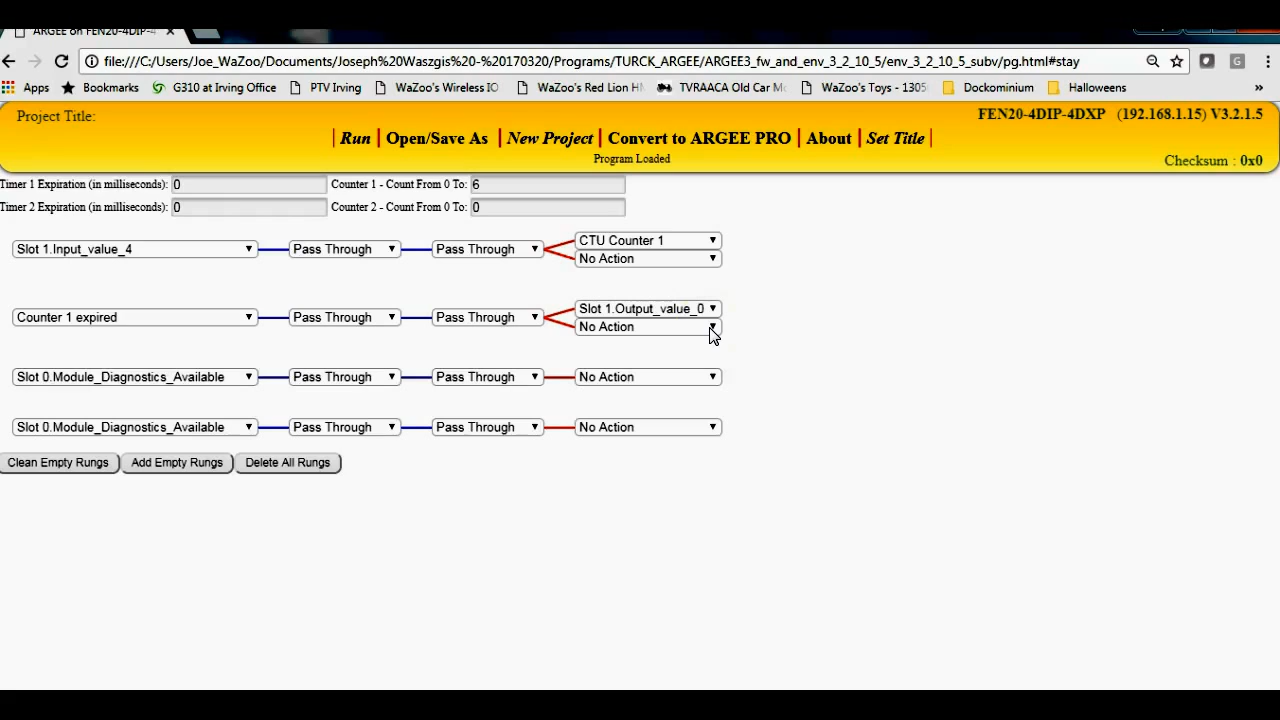 ARGEE on FEN20-4DIP-4
file:///C:/Users/Joe_WaZoo/Documents/Joseph%20Waszgis%20-%20170320/Programs/TURCK_ARGEE/ARGEE3_fw_and_env_3_2_10_5/env_3_2_10_5_subv/pg.html#stay
Apps Bookmarks G310 at Irving Office PTV Irving WaZoo's Wireless IO WaZoo's Red Lion H TVRAACA Old Car Mc WaZoo's Toys - 1305 Dockominium Halloweens »
Project Title: FEN20-4DIP-4DXP (192.168.1.15) V3.2.1.5
| Run | Open/Save As | New Project | Convert to ARGEE PRO | About | Set Title |
Program Loaded Checksum : 0x0
Timer 1 Expiration (in milliseconds): 0 Counter 1 - Count From 0 To: 6
Timer 2 Expiration (in milliseconds): 0 Counter 2 - Count From 0 To: 0
Slot 1.Input_value_4 Pass Through Pass Through CTU Counter 1
No Action
Counter 1 expired Pass Through Pass Through Slot 1.Output_value_0
No Action
Slot 0.Module_Diagnostics_Available Pass Through Pass Through No Action
Slot 0.Module_Diagnostics_Available Pass Through Pass Through No Action
Clean Empty Rungs Add Empty Rungs Delete All Rungs